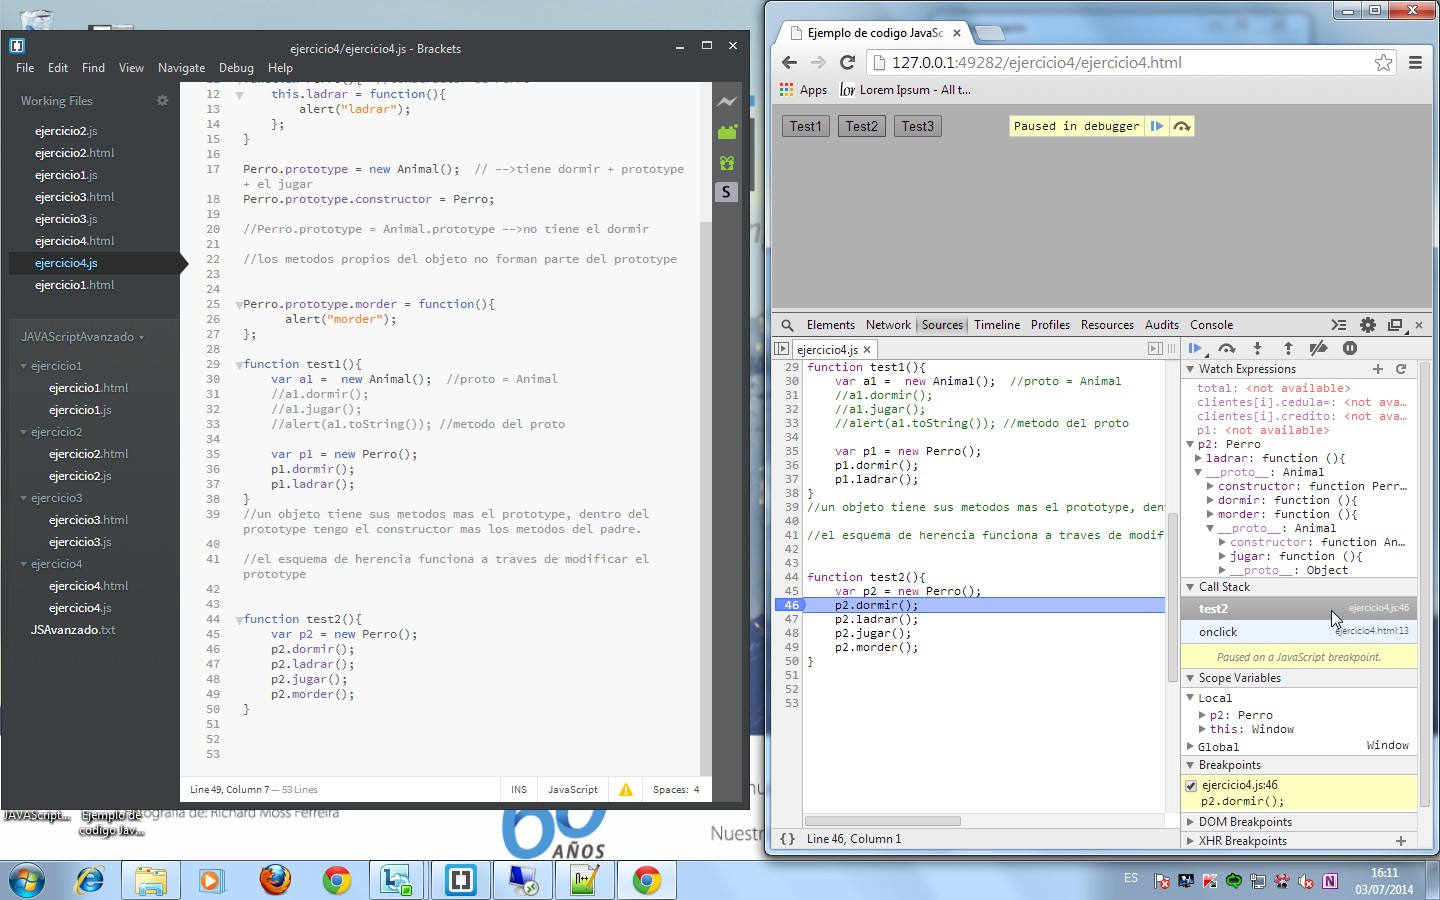 ejercicio4/ejercicio4.js - Brackets
File Edit Find View Navigate Debug Help
Working Files
ejercicio2.js
ejercicio2.html
ejercicio1.js
ejercicio3.html
ejercicio3.js
ejercicio4.html
ejercicio4.js
ejercicio1.html
JAVAScriptAvanzado
ejercicio1
ejercicio1.html
ejercicio1.js
ejercicio2
ejercicio2.html
ejercicio2.js
ejercicio3
ejercicio3.html
ejercicio3.js
ejercicio4
ejercicio4.html
ejercicio4.js
JSAvanzado.txt
12 this.ladrar = function(){
13 alert("ladrar");
14 };
15 }
16
17 Perro.prototype = new Animal(); // -->tiene dormir + prototype
+ el jugar
18 Perro.prototype.constructor = Perro;
19
20 //Perro.prototype = Animal.prototype -->no tiene el dormir
21
22 //los metodos propios del objeto no forman parte del prototype
23
24
25 Perro.prototype.morder = function(){
26 alert("morder");
27 };
28
29 function test1(){
30 var a1 = new Animal(); //proto = Animal
31 //a1.dormir();
32 //a1.jugar();
33 //alert(a1.toString()); //metodo del proto
34
35 var p1 = new Perro();
36 p1.dormir();
37 p1.ladrar();
38 }
39 //un objeto tiene sus metodos mas el prototype, dentro del
prototype tengo el constructor mas los metodos del padre.
40
41 //el esquema de herencia funciona a traves de modificar el
prototype
42
43
44 function test2(){
45 var p2 = new Perro();
46 p2.dormir();
47 p2.ladrar();
48 p2.jugar();
49 p2.morder();
50 }
51
52
53
Line 49, Column 7 — 53 Lines INS JavaScript Spaces: 4
S
JAVAScript...
Ejemplo de
codigo Jav...
fotografia de: Richard Moss Ferreira
60
AÑOS
Nuestr
Ejemplo de codigo JavaSc
127.0.0.1:49282/ejercicio4/ejercicio4.html
Apps Lorem Ipsum - All t...
Test1 Test2 Test3
Paused in debugger
Elements Network Sources Timeline Profiles Resources Audits Console
ejercicio4.js
29 function test1(){
30 var a1 = new Animal(); //proto = Animal
31 //a1.dormir();
32 //a1.jugar();
33 //alert(a1.toString()); //metodo del proto
34
35 var p1 = new Perro();
36 p1.dormir();
37 p1.ladrar();
38 }
39 //un objeto tiene sus metodos mas el prototype, den
40
41 //el esquema de herencia funciona a traves de modif
42
43
44 function test2(){
45 var p2 = new Perro();
46 p2.dormir();
47 p2.ladrar();
48 p2.jugar();
49 p2.morder();
50 }
51
52
53
{} Line 46, Column 1
Watch Expressions
total: <not available>
clientes[i].cedula=: <not ava...
clientes[i].credito: <not ava...
p1: <not available>
p2: Perro
ladrar: function (){
__proto__: Animal
constructor: function Perr...
dormir: function (){
morder: function (){
__proto__: Animal
constructor: function An...
jugar: function (){
__proto__: Object
Call Stack
test2 ejercicio4.js:46
onclick ejercicio4.html:13
Paused on a JavaScript breakpoint.
Scope Variables
Local
p2: Perro
this: Window
Global Window
Breakpoints
ejercicio4.js:46
p2.dormir();
DOM Breakpoints
XHR Breakpoints
ES
16:11
03/07/2014